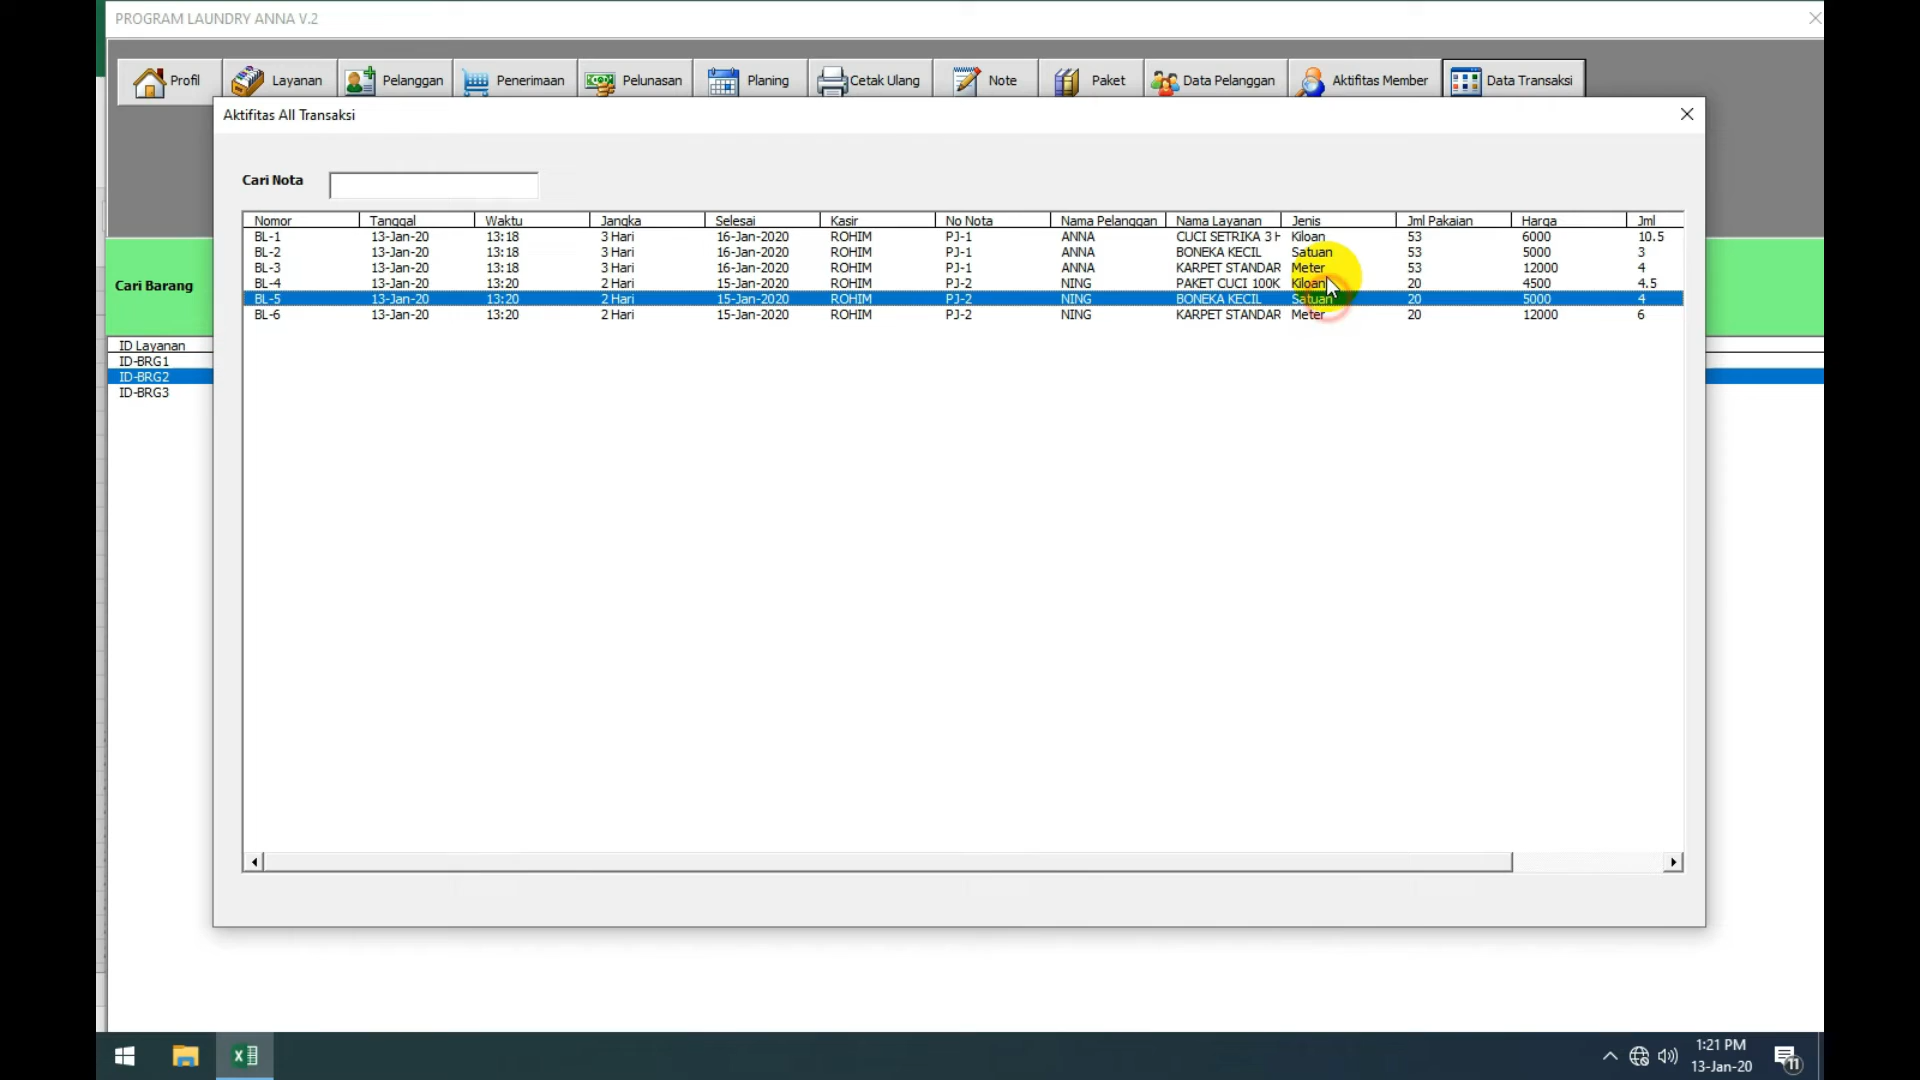 PROGRAM LAUNDRY ANNA V.2
Profil Layanan Pelanggan Penerimaan Pelunasan Planing Cetak Ulang Note Paket Data Pelanggan Aktifitas Member Data Transaksi
Aktifitas All Transaksi
Cari Nota
Nomor Tanggal Waktu Jangka Selesai Kasir No Nota Nama Pelanggan Nama Layanan Jenis Jml Pakaian Harga Jml
BL-1 13-Jan-20 13:18 3 Hari 16-Jan-2020 ROHIM PJ-1 ANNA CUCI SETRIKA 3 H Kiloan 53 6000 10.5
BL-2 13-Jan-20 13:18 3 Hari 16-Jan-2020 ROHIM PJ-1 ANNA BONEKA KECIL Satuan 53 5000 3
BL-3 13-Jan-20 13:18 3 Hari 16-Jan-2020 ROHIM PJ-1 ANNA KARPET STANDAR Meter 53 12000 4
BL-4 13-Jan-20 13:20 2 Hari 15-Jan-2020 ROHIM PJ-2 NING PAKET CUCI 100K Kiloan 20 4500 4.5
BL-5 13-Jan-20 13:20 2 Hari 15-Jan-2020 ROHIM PJ-2 NING BONEKA KECIL Satuan 20 5000 4
BL-6 13-Jan-20 13:20 2 Hari 15-Jan-2020 ROHIM PJ-2 NING KARPET STANDAR Meter 20 12000 6
Cari Barang
ID Layanan
ID-BRG1
ID-BRG2
ID-BRG3
1:21 PM
13-Jan-20
11